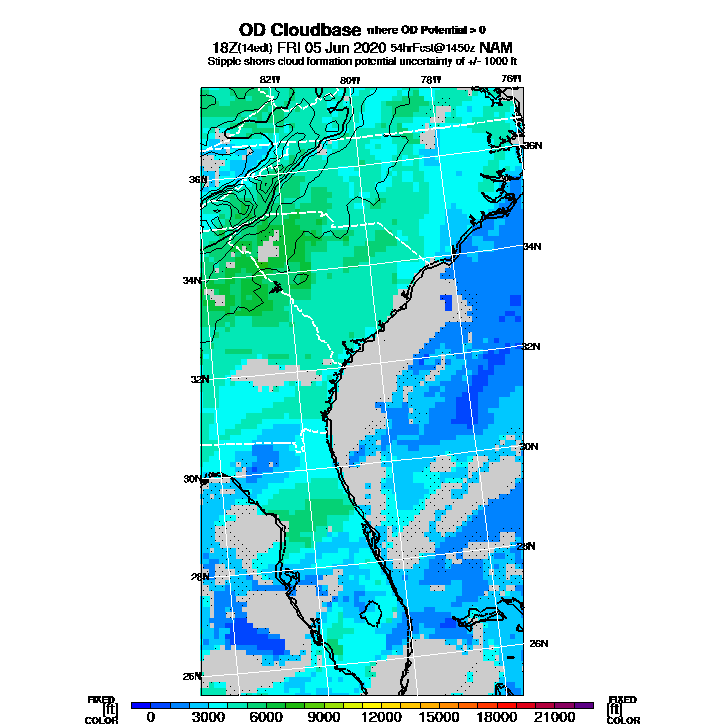 OD Cloudbase where OD Potential > 0
18Z(14edt) FRI 05 Jun 2020 54hrFcst@1450z NAM
Stipple shows cloud formation potential uncertainty of +/- 1000 ft
82W 80W 78W 76W
36N 36N
34N 34N
32N 32N
30N 30N
28N 28N
26N 26N
FIXED FIXED
[ft] 0 3000 6000 9000 12000 15000 18000 21000 [ft]
COLOR COLOR